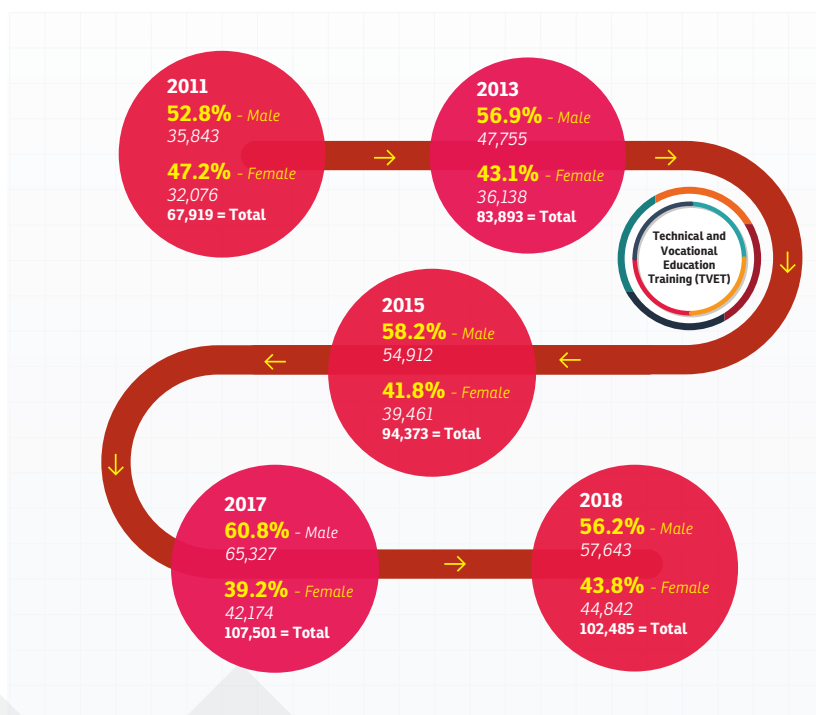 2011
52.8% - Male
35,843
47.2% - Female
32,076
67,919 = Total
2013
56.9% - Male
47,755
43.1% - Female
36,138
83,893 = Total
Technical and
Vocational
Education
Training (TVET)
2015
58.2% - Male
54,912
41.8% - Female
39,461
94,373 = Total
2017
60.8% - Male
65,327
39.2% - Female
42,174
107,501 = Total
2018
56.2% - Male
57,643
43.8% - Female
44,842
102,485 = Total